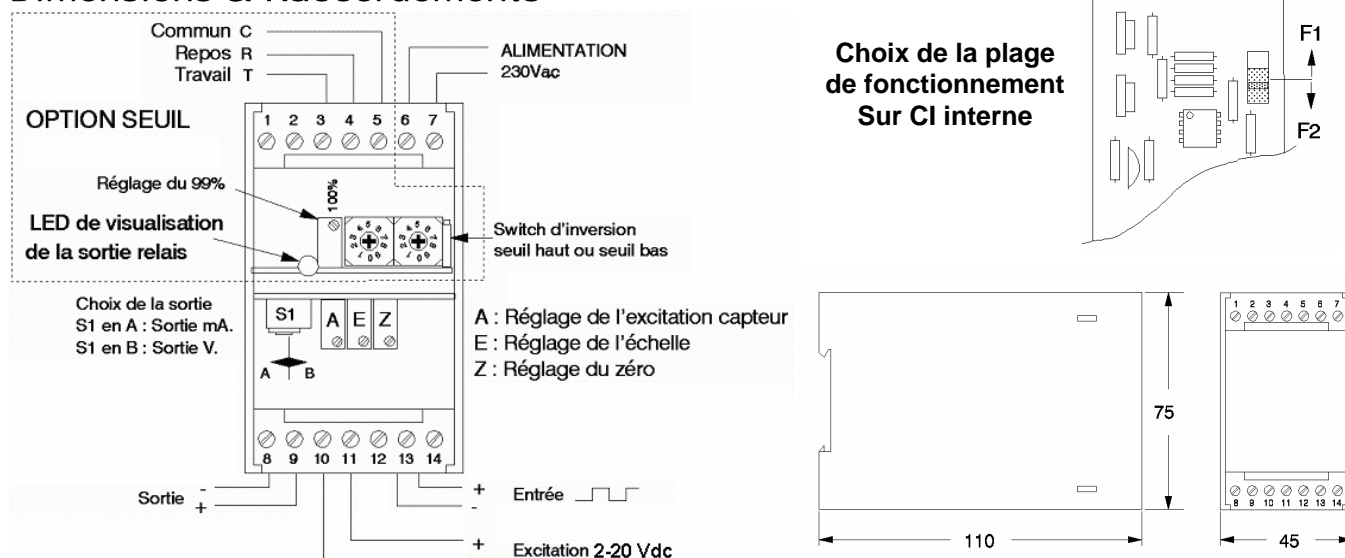 Dimensions & Raccordements
Commun C
Repos R
Travail T
ALIMENTATION
230Vac
OPTION SEUIL
1 2 3 4 5 6 7
Réglage du 99%
100%
LED de visualisation
de la sortie relais
Switch d'inversion
seuil haut ou seuil bas
Choix de la sortie
S1 en A : Sortie mA.
S1 en B : Sortie V.
S1
A E Z
A B
A : Réglage de l'excitation capteur
E : Réglage de l'échelle
Z : Réglage du zéro
8 9 10 11 12 13 14
Sortie
-
+
+
-
Entrée
+
Excitation 2-20 Vdc
Choix de la plage
de fonctionnement
Sur CI interne
F1
F2
75
110
1 2 3 4 5 6 7
8 9 10 11 12 13 14
45